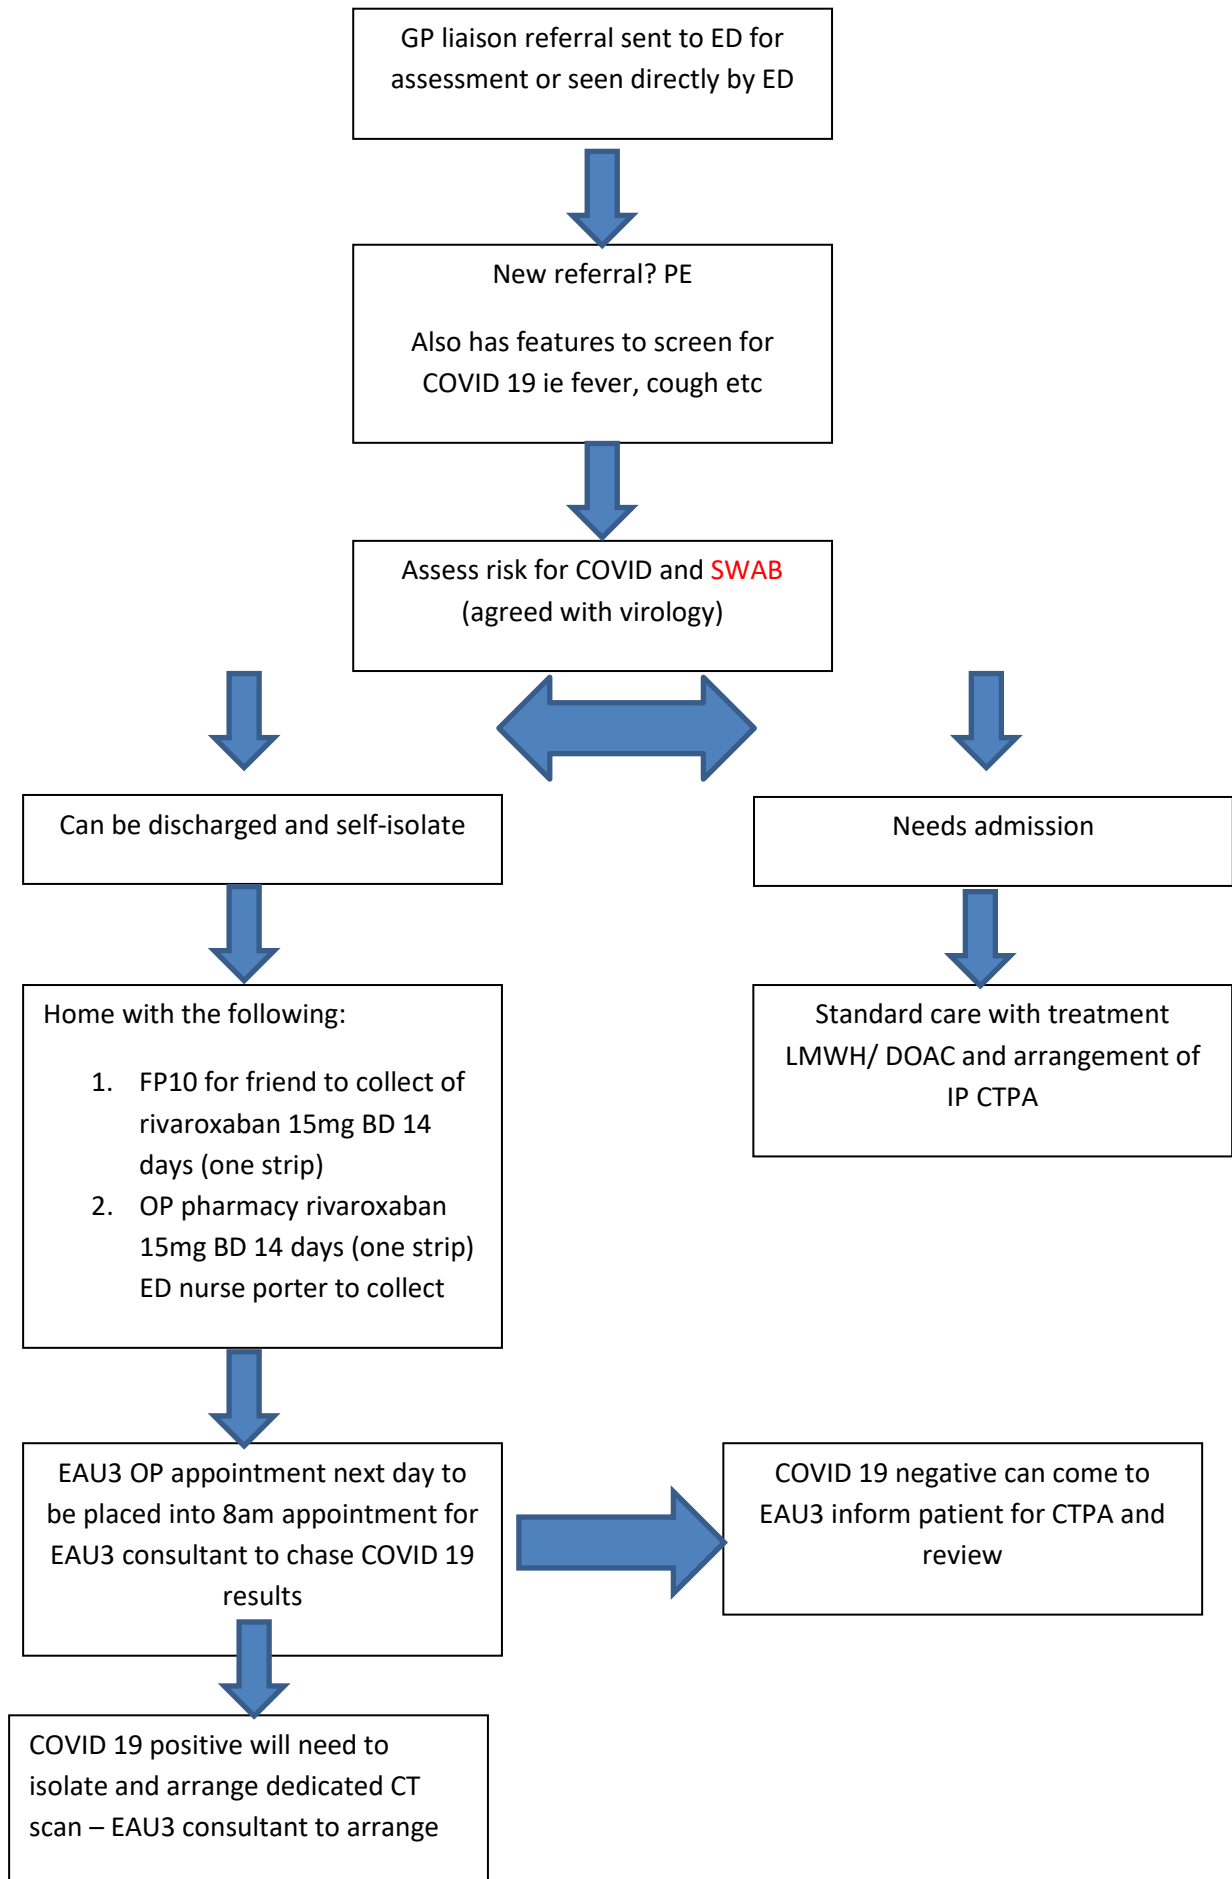 GP liaison referral sent to ED for
assessment or seen directly by ED
New referral? PE
Also has features to screen for
COVID 19 ie fever, cough etc
Assess risk for COVID and SWAB
(agreed with virology)
Can be discharged and self-isolate
Needs admission
Home with the following:
1. FP10 for friend to collect of
rivaroxaban 15mg BD 14
days (one strip)
2. OP pharmacy rivaroxaban
15mg BD 14 days (one strip)
ED nurse porter to collect
Standard care with treatment
LMWH/ DOAC and arrangement of
IP CTPA
EAU3 OP appointment next day to
be placed into 8am appointment for
EAU3 consultant to chase COVID 19
results
COVID 19 negative can come to
EAU3 inform patient for CTPA and
review
COVID 19 positive will need to
isolate and arrange dedicated CT
scan – EAU3 consultant to arrange